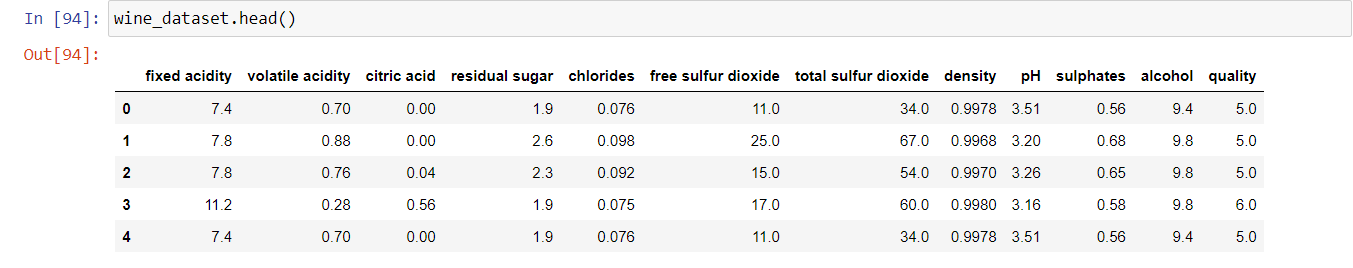 In [94]: wine_dataset.head()
Out[94]:
fixed acidity volatile acidity citric acid residual sugar chlorides free sulfur dioxide total sulfur dioxide density pH sulphates alcohol quality
0 7.4 0.70 0.00 1.9 0.076 11.0 34.0 0.9978 3.51 0.56 9.4 5.0
1 7.8 0.88 0.00 2.6 0.098 25.0 67.0 0.9968 3.20 0.68 9.8 5.0
2 7.8 0.76 0.04 2.3 0.092 15.0 54.0 0.9970 3.26 0.65 9.8 5.0
3 11.2 0.28 0.56 1.9 0.075 17.0 60.0 0.9980 3.16 0.58 9.8 6.0
4 7.4 0.70 0.00 1.9 0.076 11.0 34.0 0.9978 3.51 0.56 9.4 5.0